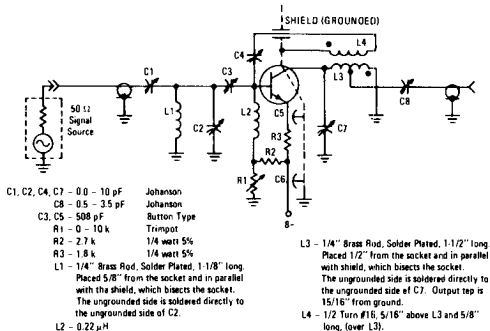 SHIELD (GROUNDED)
L4
C4
C1
C3
L3
C8
50 Ω
Signal
Source
L1
C2
L2
C5
R3
C7
R2
R1
C6
8-
C1, C2, C4, C7 - 0.0 - 10 pF Johanson
C8 - 0.5 - 3.5 pF Johanson
C3, C5 - 508 pF Button Type
R1 - 0 - 10 k Trimpot
R2 - 2.7 k 1/4 watt 5%
R3 - 1.8 k 1/4 watt 5%
L1 - 1/4" Brass Rod, Solder Plated, 1-1/8" long.
Placed 5/8" from the socket and in parallel
with the shield, which bisects the socket.
The ungrounded side is soldered directly to
the ungrounded side of C2.
L2 - 0.22 μH
L3 - 1/4" Brass Rod, Solder Plated, 1-1/2" long.
Placed 1/2" from the socket and in parallel
with shield, which bisects the socket.
The ungrounded side is soldered directly to
the ungrounded side of C7. Output tap is
15/16" from ground.
L4 - 1/2 Turn #16, 5/16" above L3 and 5/8"
long, (over L3).